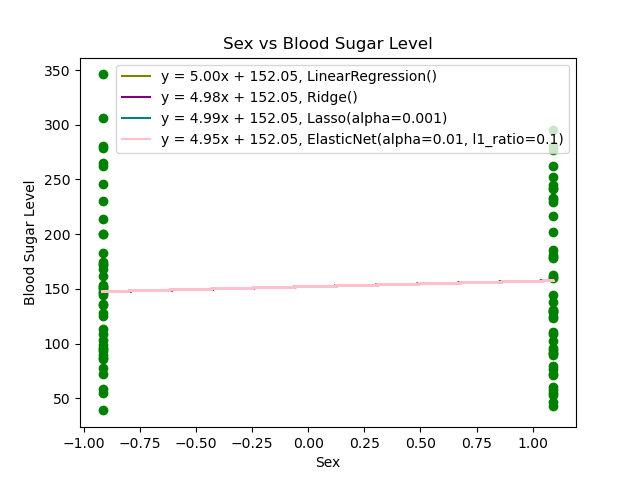 Sex vs Blood Sugar Level
y = 5.00x + 152.05, LinearRegression()
y = 4.98x + 152.05, Ridge()
y = 4.99x + 152.05, Lasso(alpha=0.001)
y = 4.95x + 152.05, ElasticNet(alpha=0.01, l1_ratio=0.1)
Blood Sugar Level
350
300
250
200
150
100
50
−1.00 −0.75 −0.50 −0.25 0.00 0.25 0.50 0.75 1.00
Sex